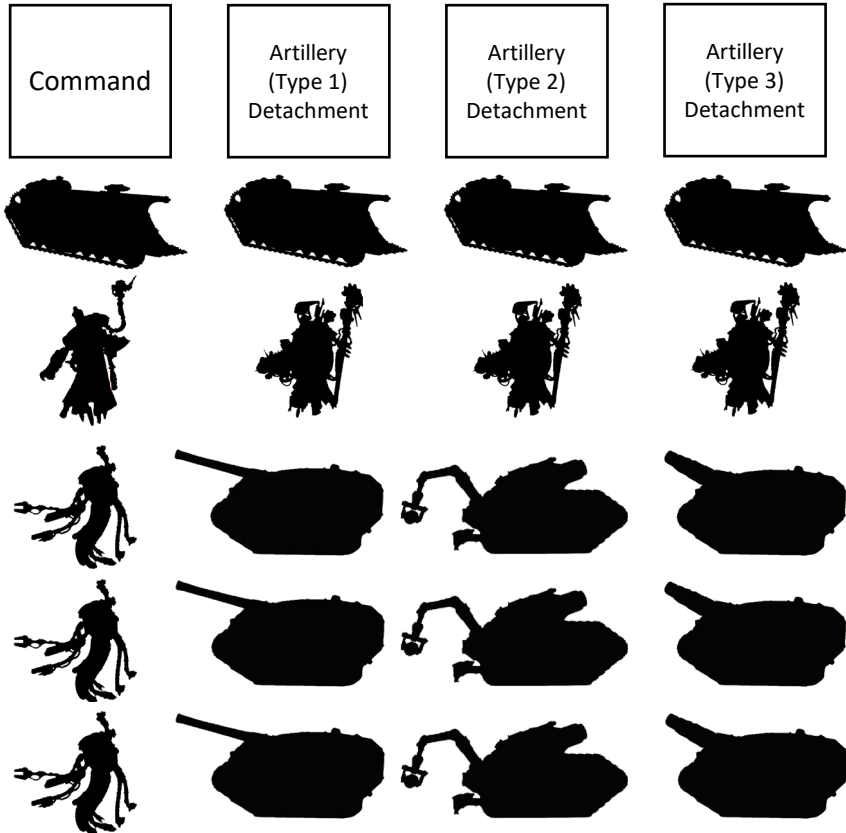 Command
Artillery
(Type 1)
Detachment
Artillery
(Type 2)
Detachment
Artillery
(Type 3)
Detachment